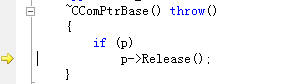 ~CComPtrBase() throw()
{
if (p)
p->Release();
}